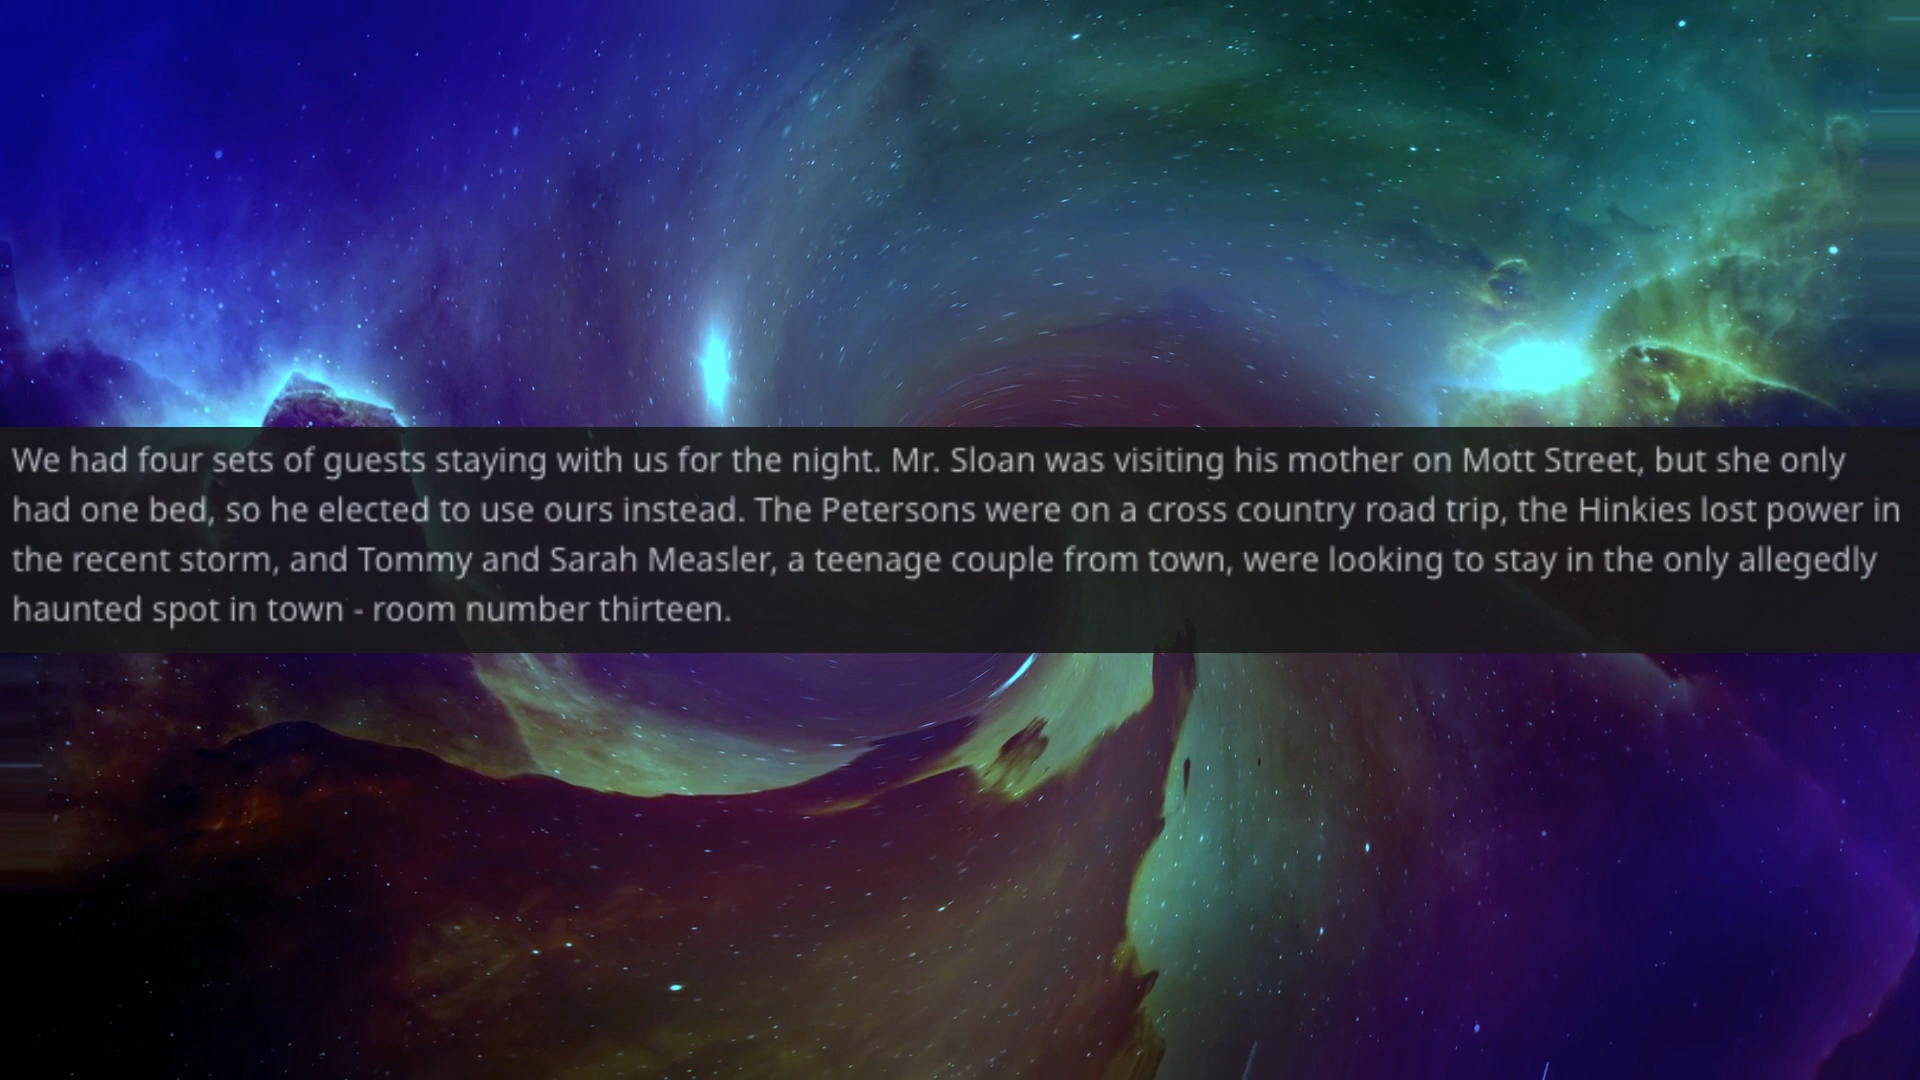 We had four sets of guests staying with us for the night. Mr. Sloan was visiting his mother on Mott Street, but she only
had one bed, so he elected to use ours instead. The Petersons were on a cross country road trip, the Hinkies lost power in
the recent storm, and Tommy and Sarah Measler, a teenage couple from town, were looking to stay in the only allegedly
haunted spot in town - room number thirteen.